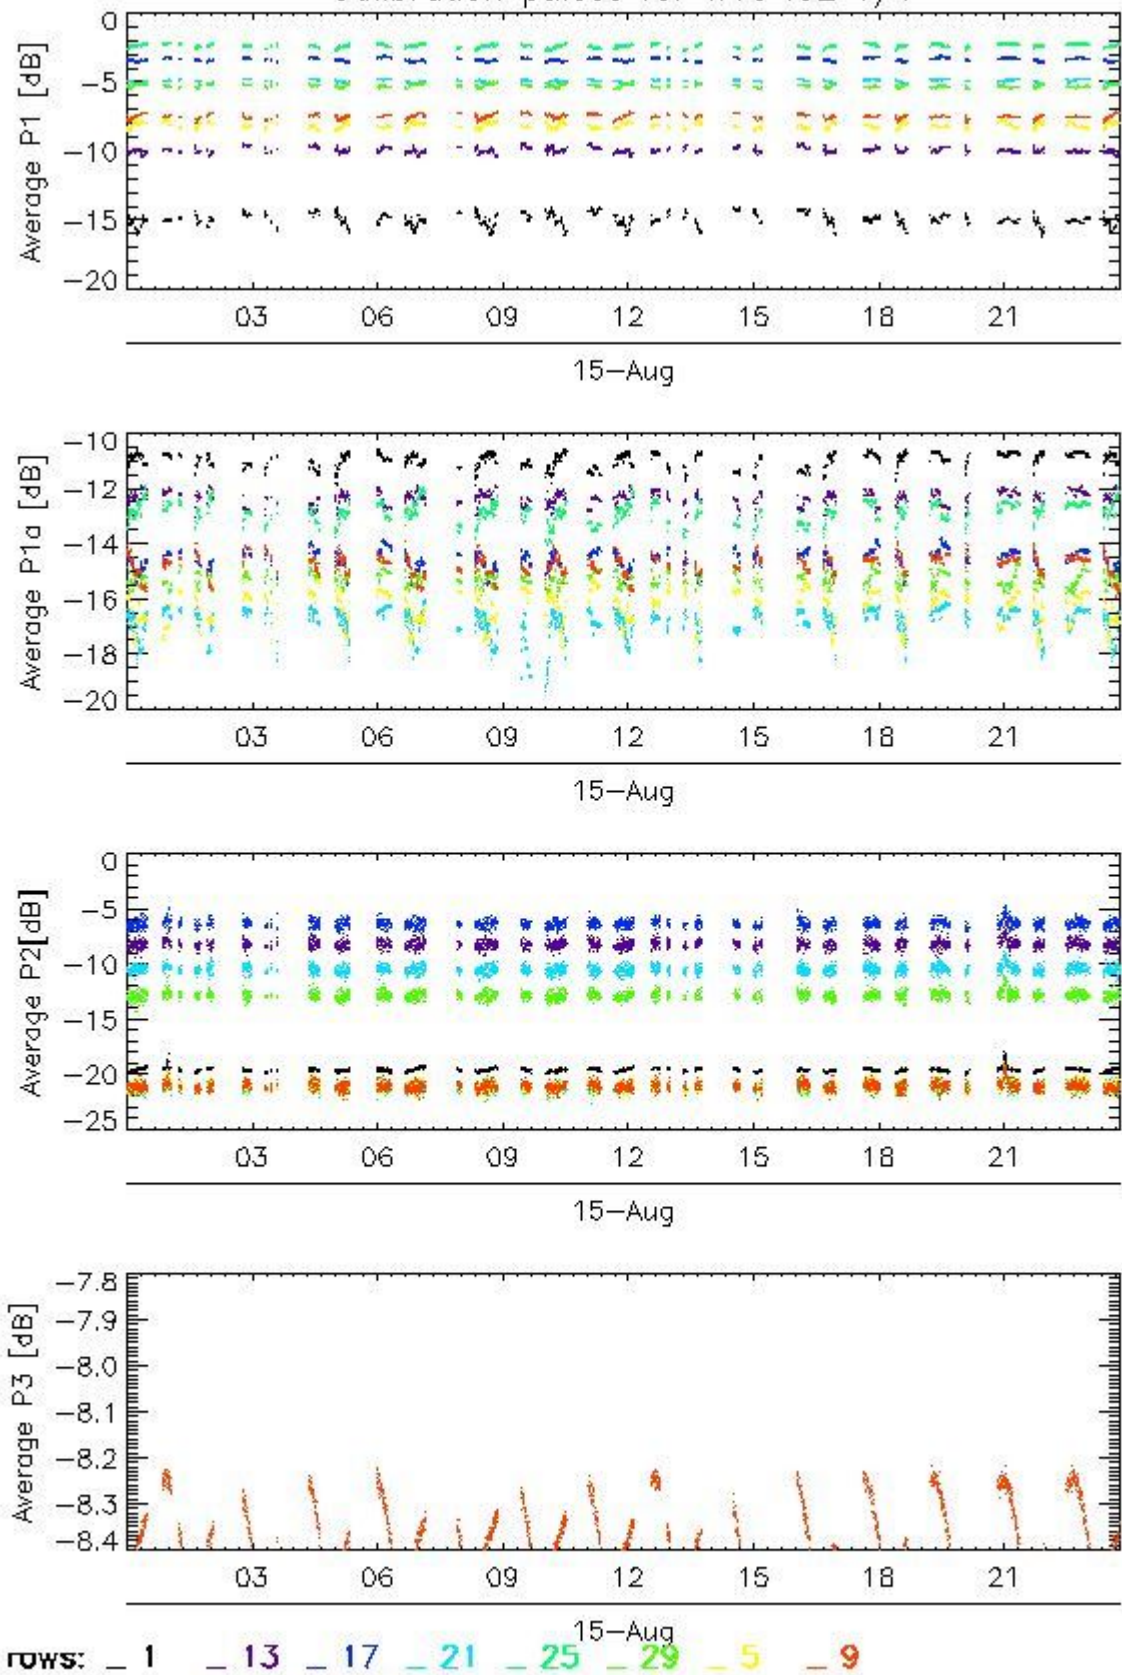 Average P1 [dB]
0
−5
−10
−15
−20
03 06 09 12 15 18 21
15−Aug
Average P1a [dB]
−10
−12
−14
−16
−18
−20
03 06 09 12 15 18 21
15−Aug
Average P2[dB]
0
−5
−10
−15
−20
−25
03 06 09 12 15 18 21
15−Aug
Average P3 [dB]
−7.8
−7.9
−8.0
−8.1
−8.2
−8.3
−8.4
03 06 09 12 15 18 21
15−Aug
rows: _ 1 _ 13 _ 17 _ 21 _ 25 _ 29 _ 5 _ 9